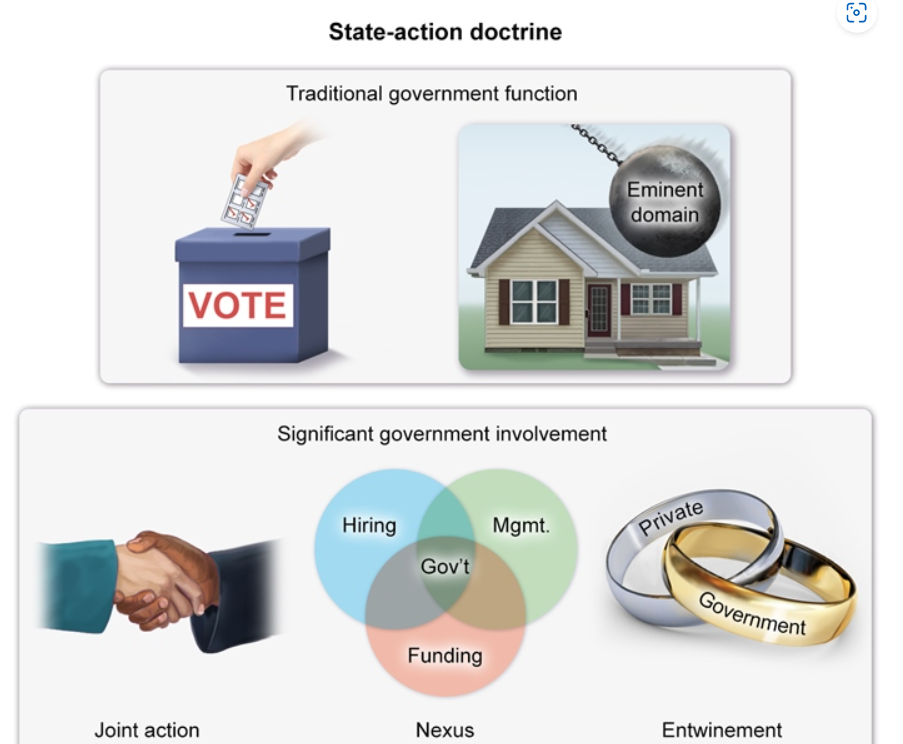 State-action doctrine
Traditional government function
VOTE
Eminent
domain
Significant government involvement
Hiring
Mgmt.
Gov't
Funding
Private
Government
Joint action
Nexus
Entwinement